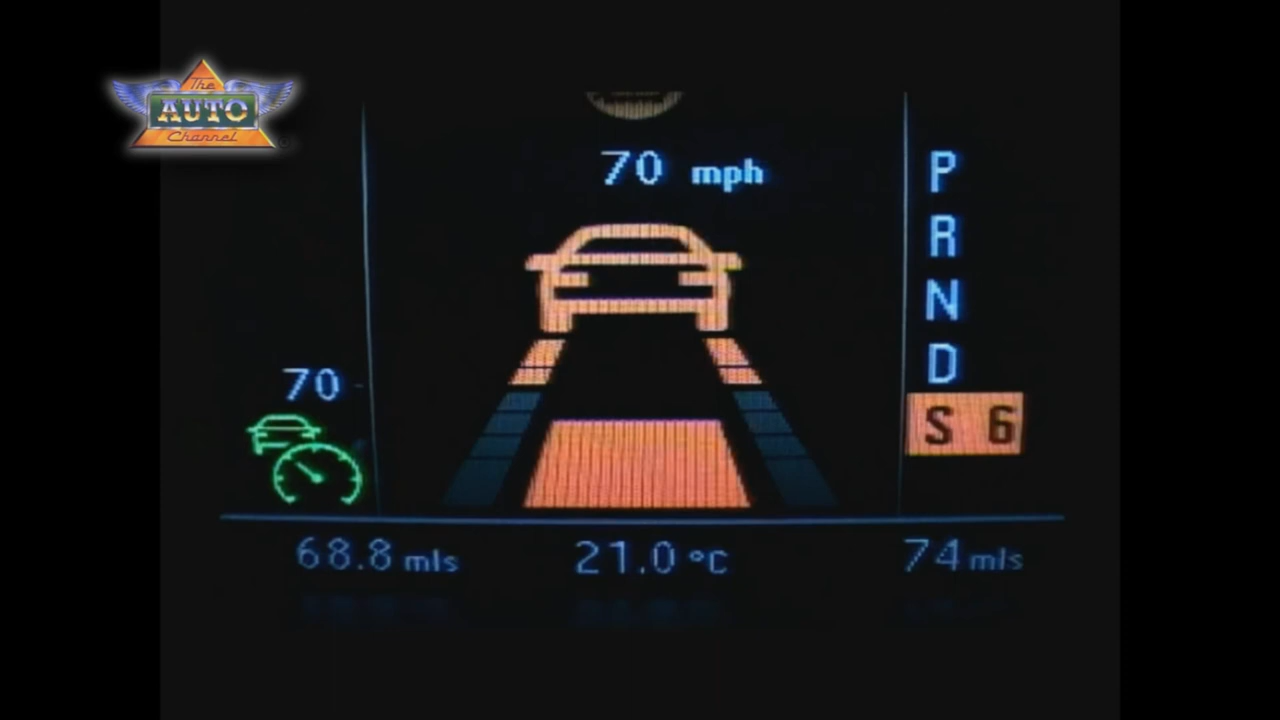 The
AUTO
Channel
70 mph
P
R
N
D
S 6
70
68.8 mls
21.0 °C
74 mls